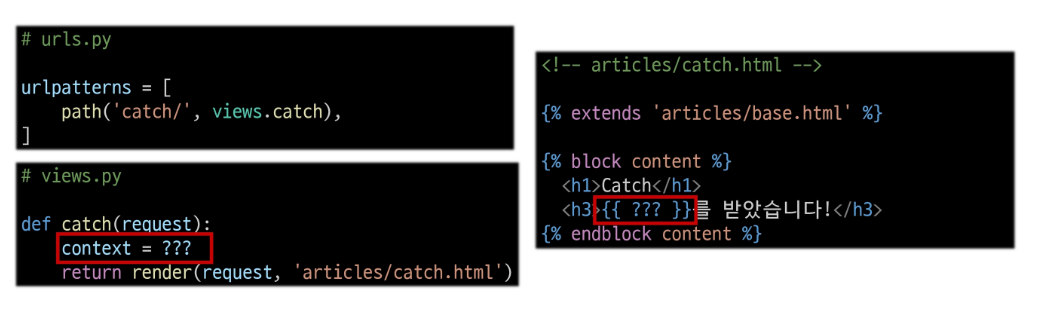 # urls.py
urlpatterns = [
    path('catch/', views.catch),
]
# views.py
def catch(request):
    context = ???
    return render(request, 'articles/catch.html')
<!-- articles/catch.html -->
{% extends 'articles/base.html' %}
{% block content %}
  <h1>Catch</h1>
  <h3>{{ ??? }}를 받았습니다!</h3>
{% endblock content %}